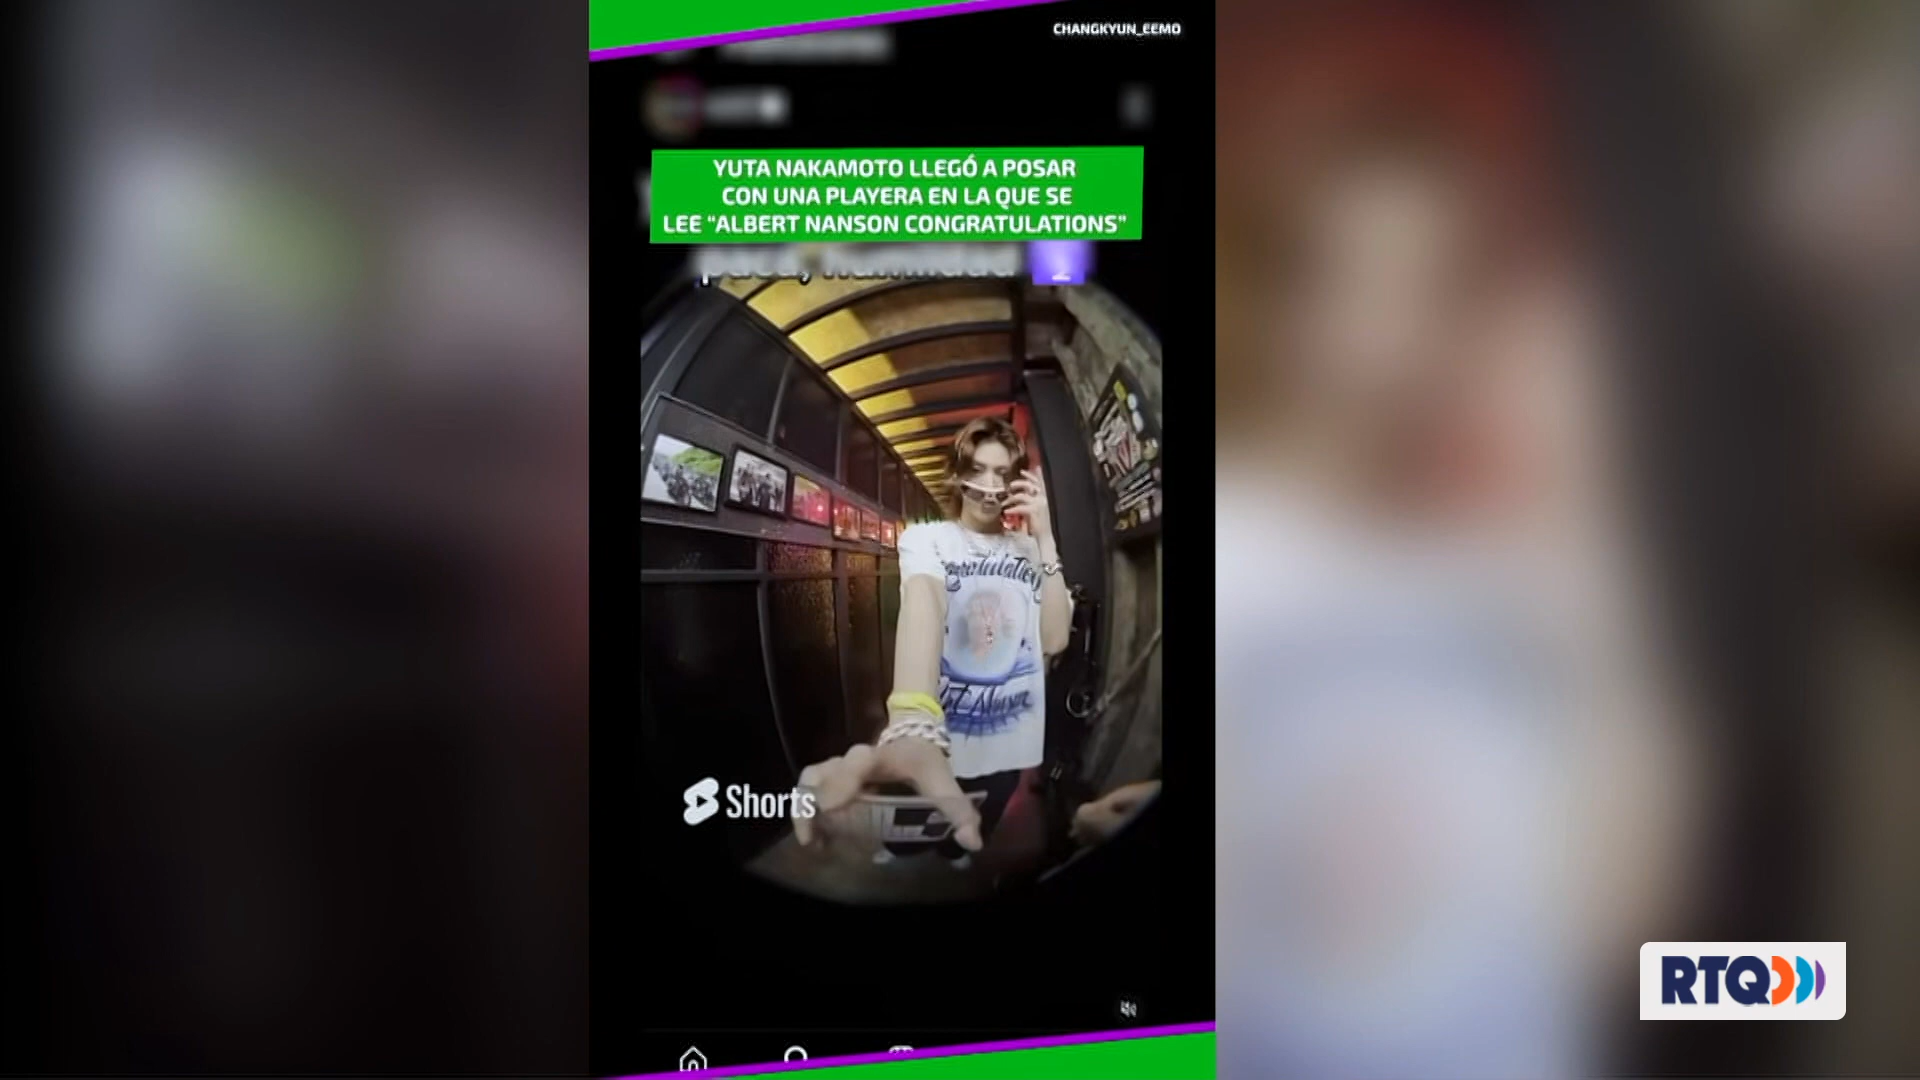 CHANGKYUN_EEMO
YUTA NAKAMOTO LLEGÓ A POSAR
CON UNA PLAYERA EN LA QUE SE
LEE “ALBERT NANSON CONGRATULATIONS”
Shorts
RTQ